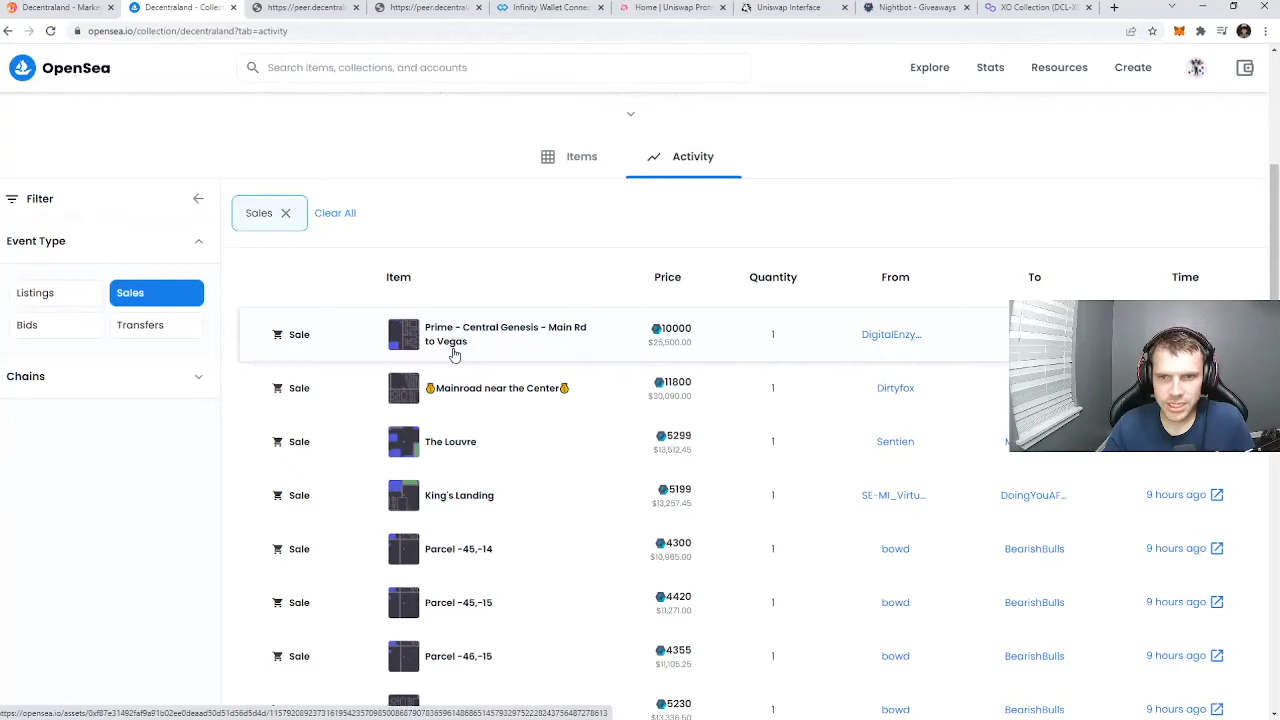 Decentraland - Market
Decentraland - Collec
https://peer.decentral
https://peer.decentral
Infinity Wallet Connec
Home | Uniswap Prot
Uniswap Interface
Nightbot - Giveaways
XO Collection (DCL-X
opensea.io/collection/decentraland?tab=activity
OpenSea
Search items, collections, and accounts
Explore
Stats
Resources
Create
Items
Activity
Filter
Sales
Clear All
Event Type
Listings
Sales
Bids
Transfers
Chains
Item
Price
Quantity
From
To
Time
Sale
Prime - Central Genesis - Main Rd
to Vegas
10000
$25,500.00
1
DigitalEnzy...
Sale
Mainroad near the Center
11800
$30,090.00
1
Dirtyfox
Sale
The Louvre
5299
$13,512.45
1
Sentien
Sale
King's Landing
5199
$13,257.45
1
SE-MI_Virtu...
DoingYouAF...
9 hours ago
Sale
Parcel -45,-14
4300
$10,965.00
1
bowd
BearishBulls
9 hours ago
Sale
Parcel -45,-15
4420
$11,271.00
1
bowd
BearishBulls
9 hours ago
Sale
Parcel -46,-15
4355
$11,105.25
1
bowd
BearishBulls
9 hours ago
5230
$13,336.50
bowd
BearishBulls
9 hours ago